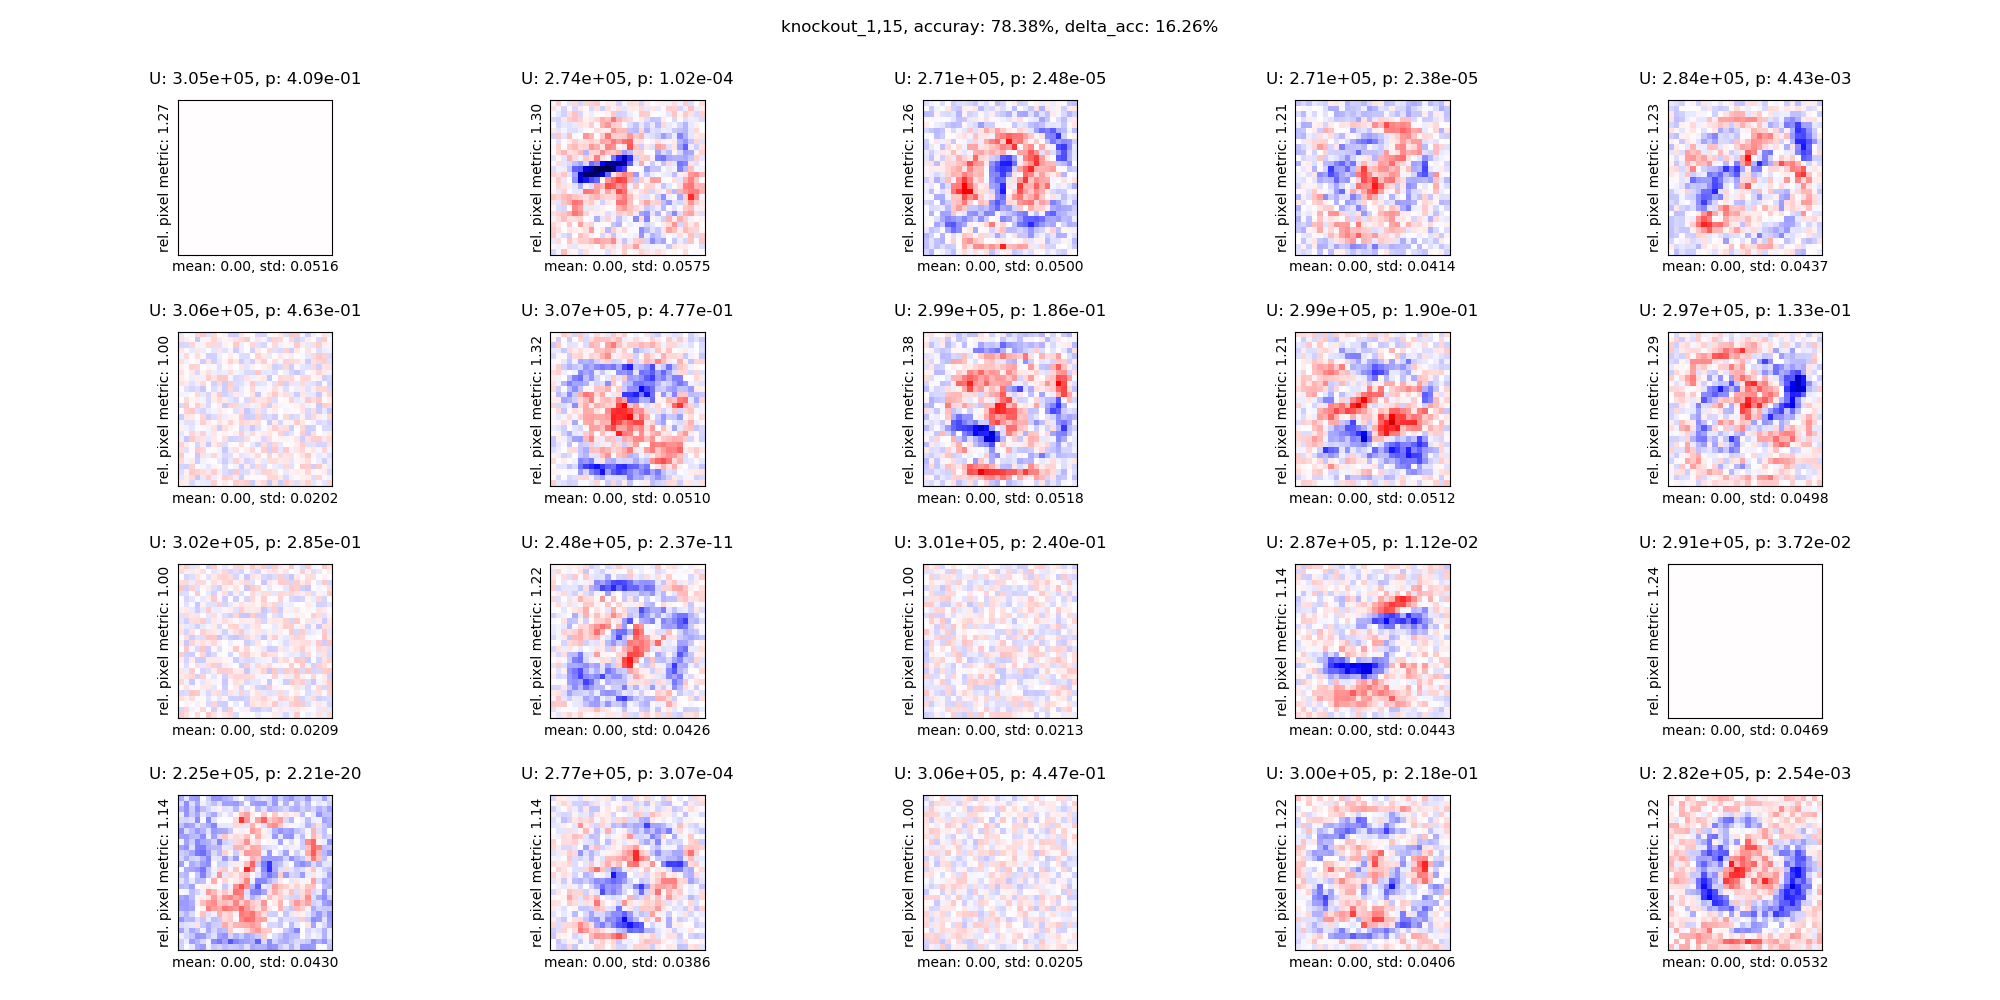 knockout_1,15, accuray: 78.38%, delta_acc: 16.26%
U: 3.05e+05, p: 4.09e-01
rel. pixel metric: 1.27
mean: 0.00, std: 0.0516
U: 2.74e+05, p: 1.02e-04
rel. pixel metric: 1.30
mean: 0.00, std: 0.0575
U: 2.71e+05, p: 2.48e-05
rel. pixel metric: 1.26
mean: 0.00, std: 0.0500
U: 2.71e+05, p: 2.38e-05
rel. pixel metric: 1.21
mean: 0.00, std: 0.0414
U: 2.84e+05, p: 4.43e-03
rel. pixel metric: 1.23
mean: 0.00, std: 0.0437
U: 3.06e+05, p: 4.63e-01
rel. pixel metric: 1.00
mean: 0.00, std: 0.0202
U: 3.07e+05, p: 4.77e-01
rel. pixel metric: 1.32
mean: 0.00, std: 0.0510
U: 2.99e+05, p: 1.86e-01
rel. pixel metric: 1.38
mean: 0.00, std: 0.0518
U: 2.99e+05, p: 1.90e-01
rel. pixel metric: 1.21
mean: 0.00, std: 0.0512
U: 2.97e+05, p: 1.33e-01
rel. pixel metric: 1.29
mean: 0.00, std: 0.0498
U: 3.02e+05, p: 2.85e-01
rel. pixel metric: 1.00
mean: 0.00, std: 0.0209
U: 2.48e+05, p: 2.37e-11
rel. pixel metric: 1.22
mean: 0.00, std: 0.0426
U: 3.01e+05, p: 2.40e-01
rel. pixel metric: 1.00
mean: 0.00, std: 0.0213
U: 2.87e+05, p: 1.12e-02
rel. pixel metric: 1.14
mean: 0.00, std: 0.0443
U: 2.91e+05, p: 3.72e-02
rel. pixel metric: 1.24
mean: 0.00, std: 0.0469
U: 2.25e+05, p: 2.21e-20
rel. pixel metric: 1.14
mean: 0.00, std: 0.0430
U: 2.77e+05, p: 3.07e-04
rel. pixel metric: 1.14
mean: 0.00, std: 0.0386
U: 3.06e+05, p: 4.47e-01
rel. pixel metric: 1.00
mean: 0.00, std: 0.0205
U: 3.00e+05, p: 2.18e-01
rel. pixel metric: 1.22
mean: 0.00, std: 0.0406
U: 2.82e+05, p: 2.54e-03
rel. pixel metric: 1.22
mean: 0.00, std: 0.0532